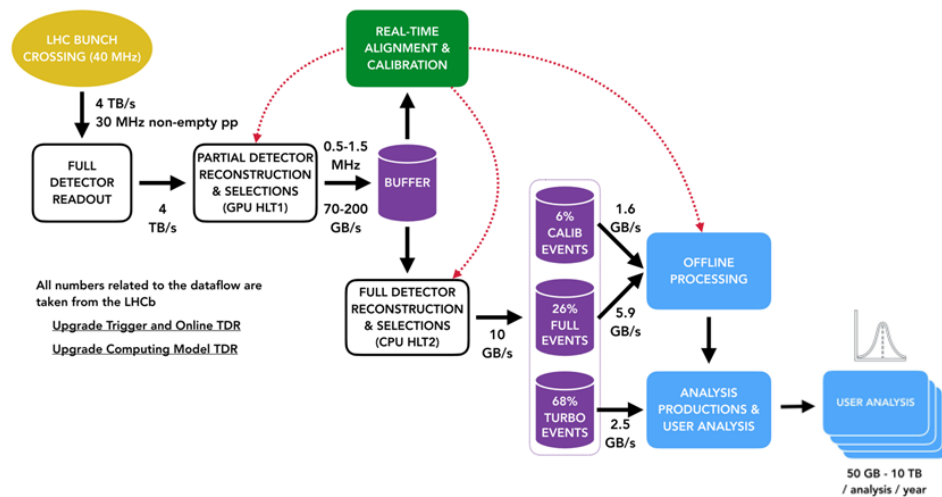 LHC BUNCH
CROSSING (40 MHz)
4 TB/s
30 MHz non-empty pp
FULL
DETECTOR
READOUT
4
TB/s
PARTIAL DETECTOR
RECONSTRUCTION
& SELECTIONS
(GPU HLT1)
0.5-1.5
MHz
70-200
GB/s
REAL-TIME
ALIGNMENT &
CALIBRATION
BUFFER
FULL DETECTOR
RECONSTRUCTION
& SELECTIONS
(CPU HLT2)
10
GB/s
6%
CALIB
EVENTS
1.6
GB/s
26%
FULL
EVENTS
5.9
GB/s
68%
TURBO
EVENTS
2.5
GB/s
OFFLINE
PROCESSING
ANALYSIS
PRODUCTIONS &
USER ANALYSIS
USER ANALYSIS
50 GB - 10 TB
/ analysis / year
All numbers related to the dataflow are
taken from the LHCb
Upgrade Trigger and Online TDR
Upgrade Computing Model TDR